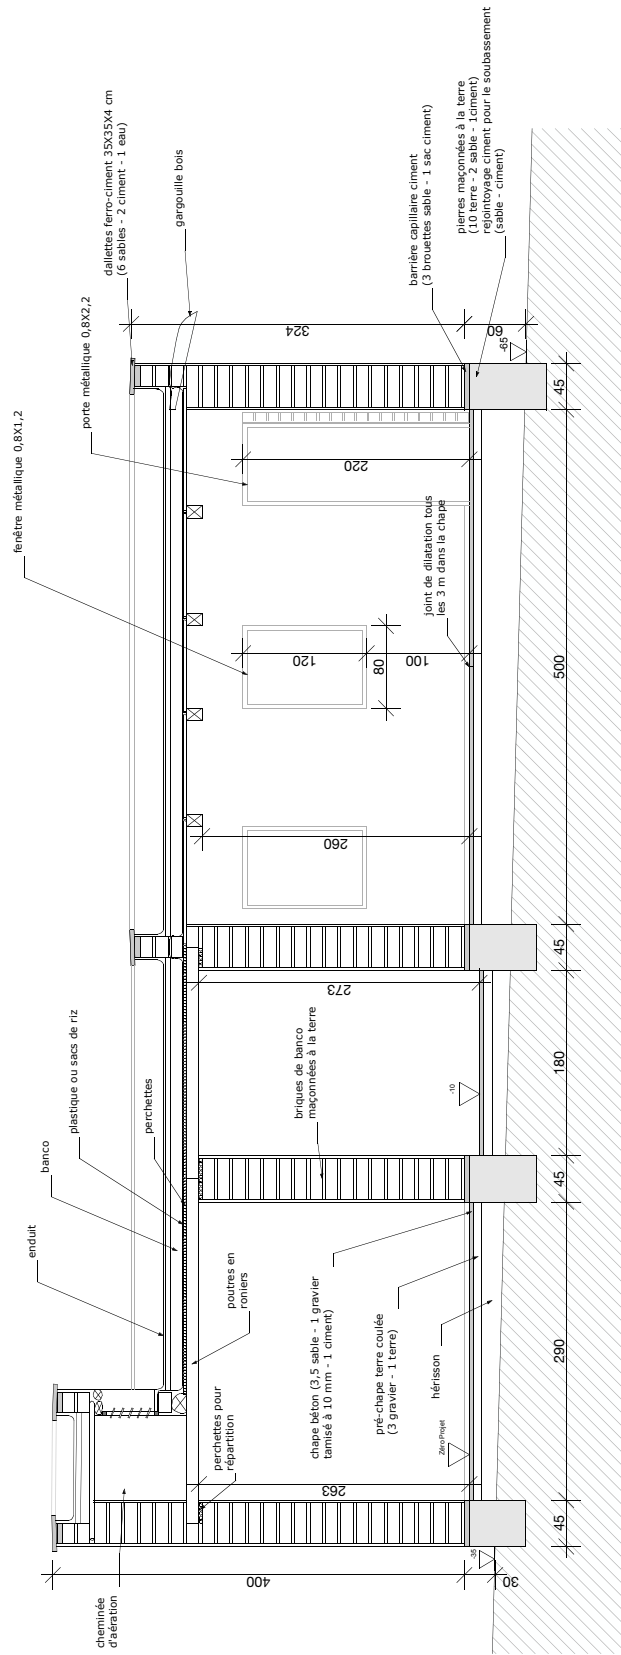 cheminée
d'aération
enduit
banco
plastique ou sacs de riz
perchettes
fenêtre métallique 0,8X1,2
porte métallique 0,8X2,2
dallettes ferro-ciment 35X35X4 cm
(6 sables - 2 ciment - 1 eau)
gargouille bois
barrière capillaire ciment
(3 brouettes sable - 1 sac ciment)
pierres maçonnées à la terre
(10 terre - 2 sable - 1ciment)
rejointoyage ciment pour le soubassement
(sable - ciment)
perchettes pour
répartition
poutres en
roniers
chape béton (3,5 sable - 1 gravier
tamisé à 10 mm - 1 ciment)
pré-chape terre coulée
(3 gravier - 1 terre)
hérisson
briques de banco
maçonnées à la terre
joint de dilatation tous
les 3 m dans la chape
Zéro Projet
-10
-35
-65
400
30
263
273
260
120
100
80
220
324
60
45
290
45
180
45
500
45